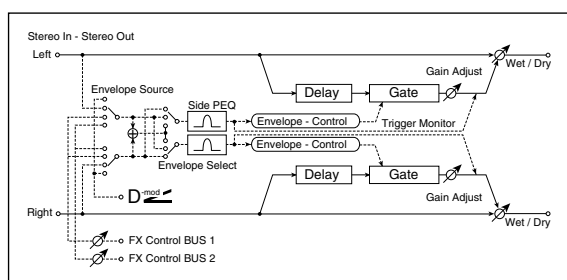 Stereo In - Stereo Out
Left
Wet / Dry
Envelope Source
Side PEQ
Delay
Gate
Gain Adjust
Envelope - Control
Trigger Monitor
Envelope - Control
Envelope Select
D-mod
Delay
Gate
Gain Adjust
Right
Wet / Dry
FX Control BUS 1
FX Control BUS 2